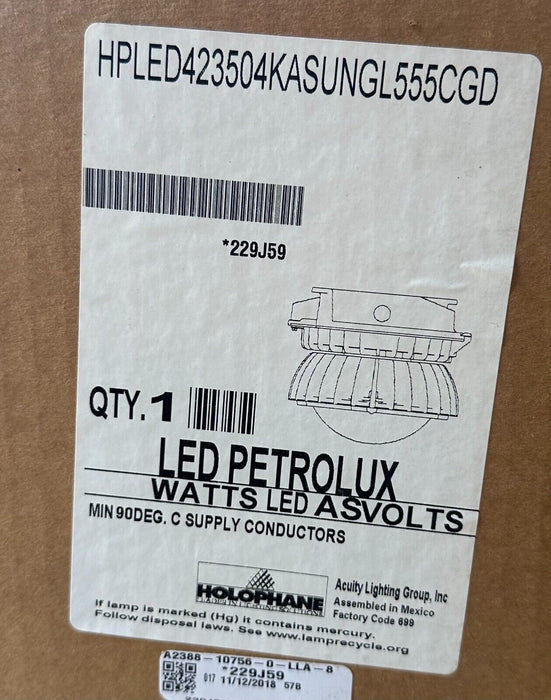 HPLED423504KASUNGL555CGD
*229J59
QTY. 1
LED PETROLUX
WATTS LED ASVOLTS
MIN 90DEG. C SUPPLY CONDUCTORS
HOLOPHANE
Acuity Lighting Group, Inc
Assembled in Mexico
Factory Code 699
If lamp is marked (Hg) it contains mercury.
Follow disposal laws. See www.lamprecycle.org
A2388-10756-0-LLA-8
*229J59
017 11/12/2018 578